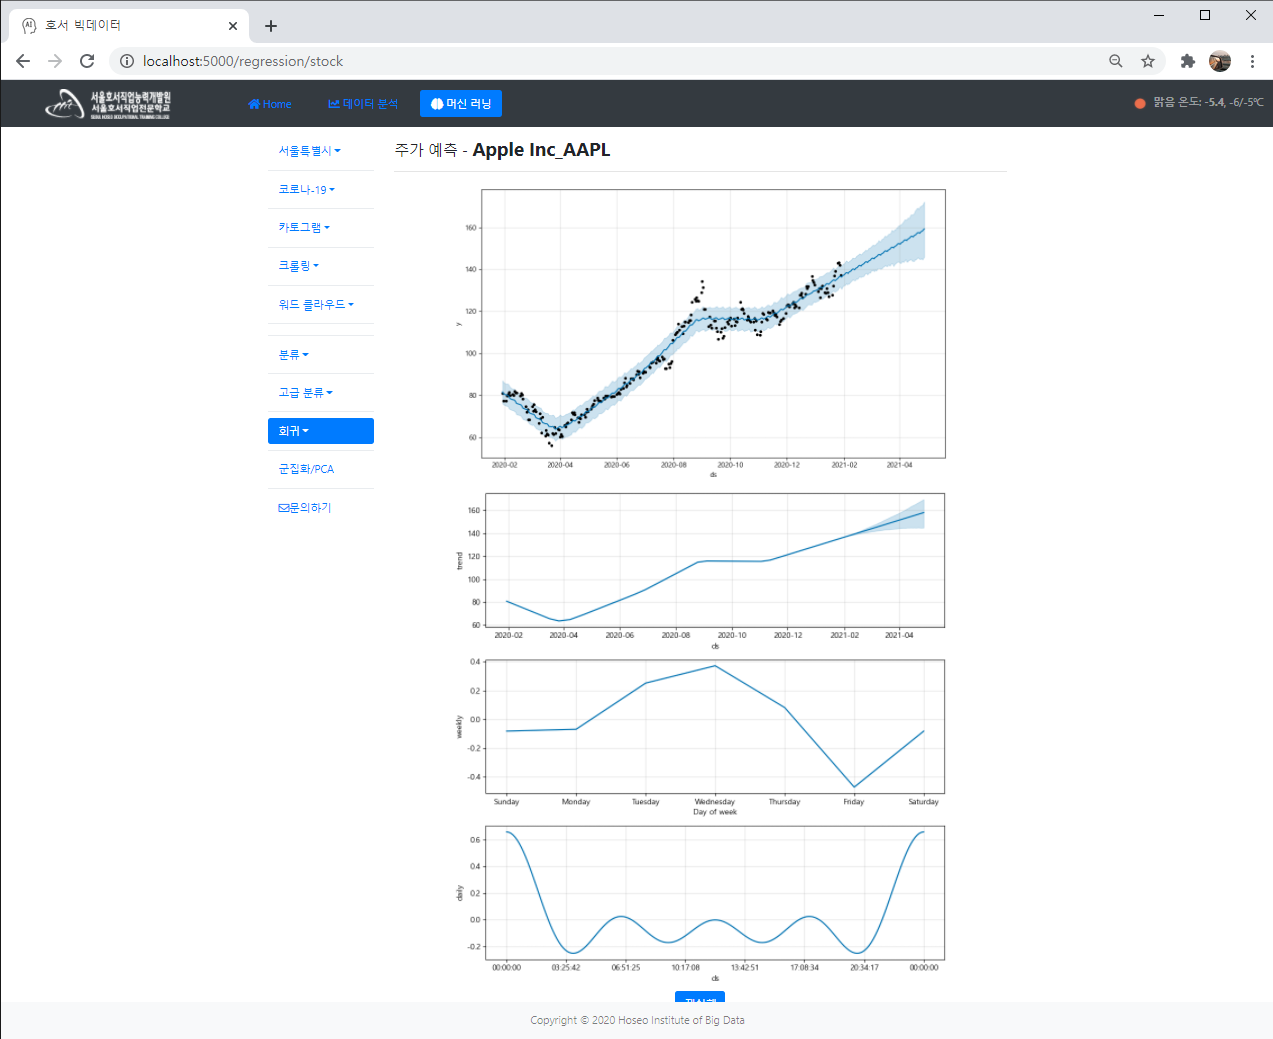 호서 빅데이터
localhost:5000/regression/stock
서울호서직업능력개발원
서울호서직업전문학교
SEOUL HOSEO OCCUPATIONAL TRAINING COLLEGE
Home
데이터 분석
머신 러닝
맑음 온도: -5.4, -6/-5℃
서울특별시
코로나-19
카토그램
크롤링
워드 클라우드
분류
고급 분류
회귀
군집화/PCA
문의하기
주가 예측 - Apple Inc_AAPL
160
140
120
100
80
60
y
2020-02 2020-04 2020-06 2020-08 2020-10 2020-12 2021-02 2021-04
ds
160
140
120
100
80
60
trend
2020-02 2020-04 2020-06 2020-08 2020-10 2020-12 2021-02 2021-04
ds
0.4
0.2
0.0
-0.2
-0.4
weekly
Sunday Monday Tuesday Wednesday Thursday Friday Saturday
Day of week
0.6
0.4
0.2
0.0
-0.2
daily
00:00:00 03:25:42 06:51:25 10:17:08 13:42:51 17:08:34 20:34:17 00:00:00
ds
Copyright © 2020 Hoseo Institute of Big Data